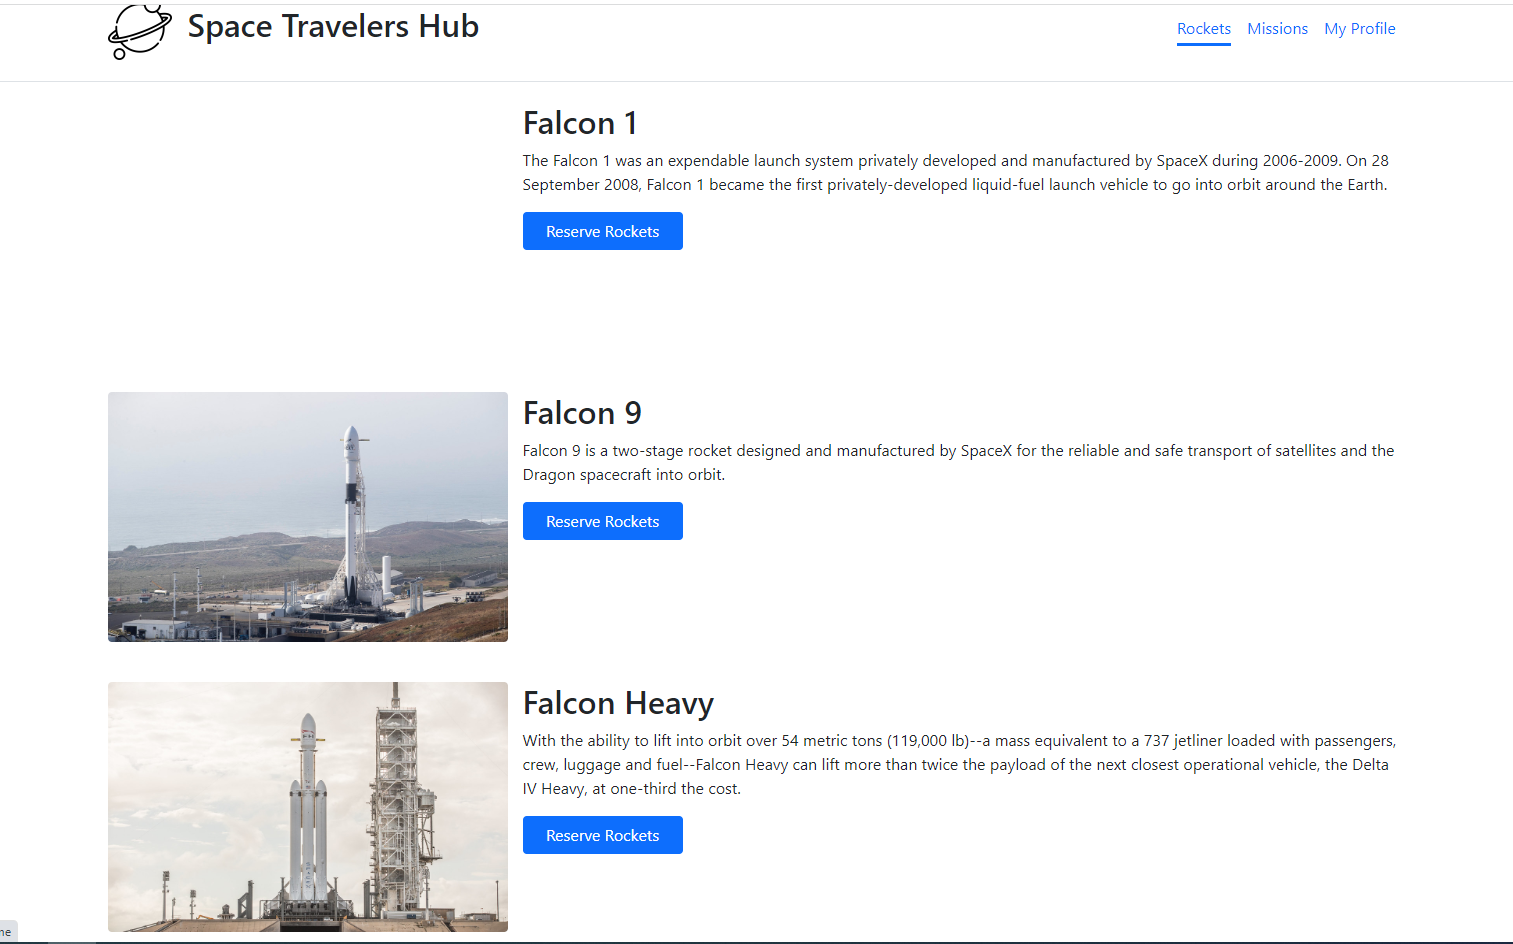 Space Travelers Hub
Rockets Missions My Profile
Falcon 1
The Falcon 1 was an expendable launch system privately developed and manufactured by SpaceX during 2006-2009. On 28
September 2008, Falcon 1 became the first privately-developed liquid-fuel launch vehicle to go into orbit around the Earth.
Reserve Rockets
Falcon 9
Falcon 9 is a two-stage rocket designed and manufactured by SpaceX for the reliable and safe transport of satellites and the
Dragon spacecraft into orbit.
Reserve Rockets
Falcon Heavy
With the ability to lift into orbit over 54 metric tons (119,000 lb)--a mass equivalent to a 737 jetliner loaded with passengers,
crew, luggage and fuel--Falcon Heavy can lift more than twice the payload of the next closest operational vehicle, the Delta
IV Heavy, at one-third the cost.
Reserve Rockets